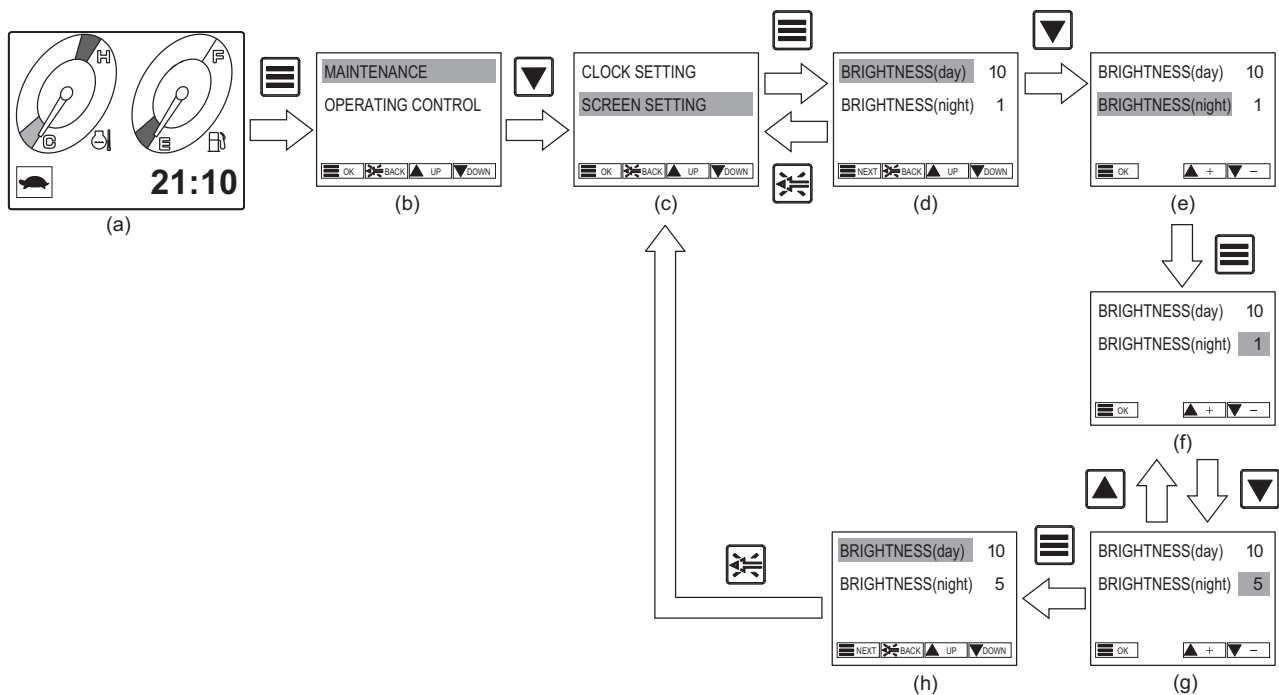 H
F
C
E
21:10
(a)
MAINTENANCE
OPERATING CONTROL
OK BACK UP DOWN
(b)
CLOCK SETTING
SCREEN SETTING
OK BACK UP DOWN
(c)
BRIGHTNESS(day) 10
BRIGHTNESS(night) 1
NEXT BACK UP DOWN
(d)
BRIGHTNESS(day) 10
BRIGHTNESS(night) 1
OK + −
(e)
BRIGHTNESS(day) 10
BRIGHTNESS(night) 1
OK + −
(f)
BRIGHTNESS(day) 10
BRIGHTNESS(night) 5
OK + −
(g)
BRIGHTNESS(day) 10
BRIGHTNESS(night) 5
NEXT BACK UP DOWN
(h)